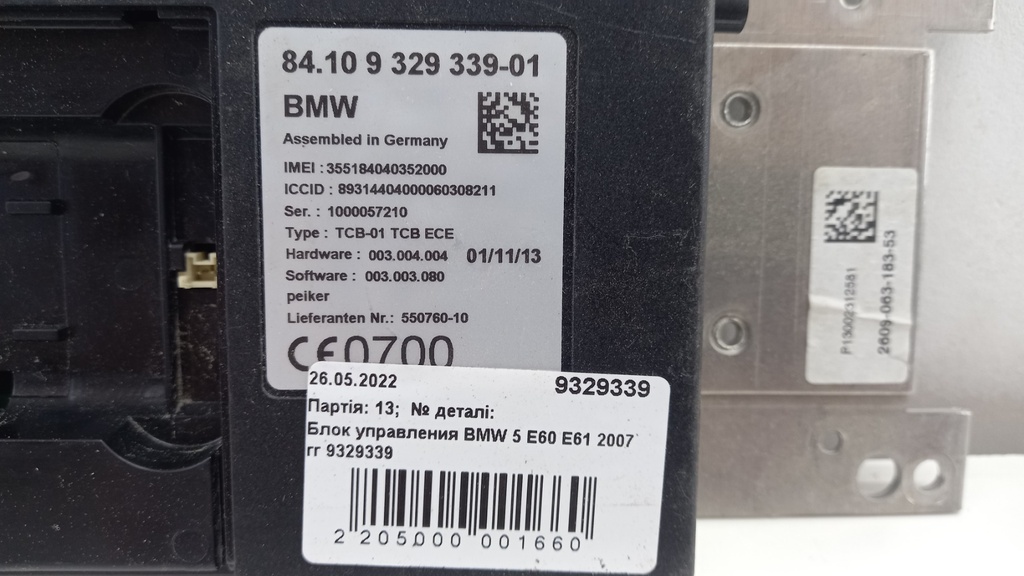 84.10 9 329 339-01
BMW
Assembled in Germany
IMEI : 355184040352000
ICCID : 89314404000060308211
Ser. : 1000057210
Type : TCB-01 TCB ECE
Hardware : 003.004.004 01/11/13
Software : 003.003.080
peiker
Lieferanten Nr.: 550760-10
CE0700
26.05.2022 9329339
Партія: 13; № деталі:
Блок управления BMW 5 E60 E61 2007
гг 9329339
2 205000 001660
P13002312581
2609-063-183-53